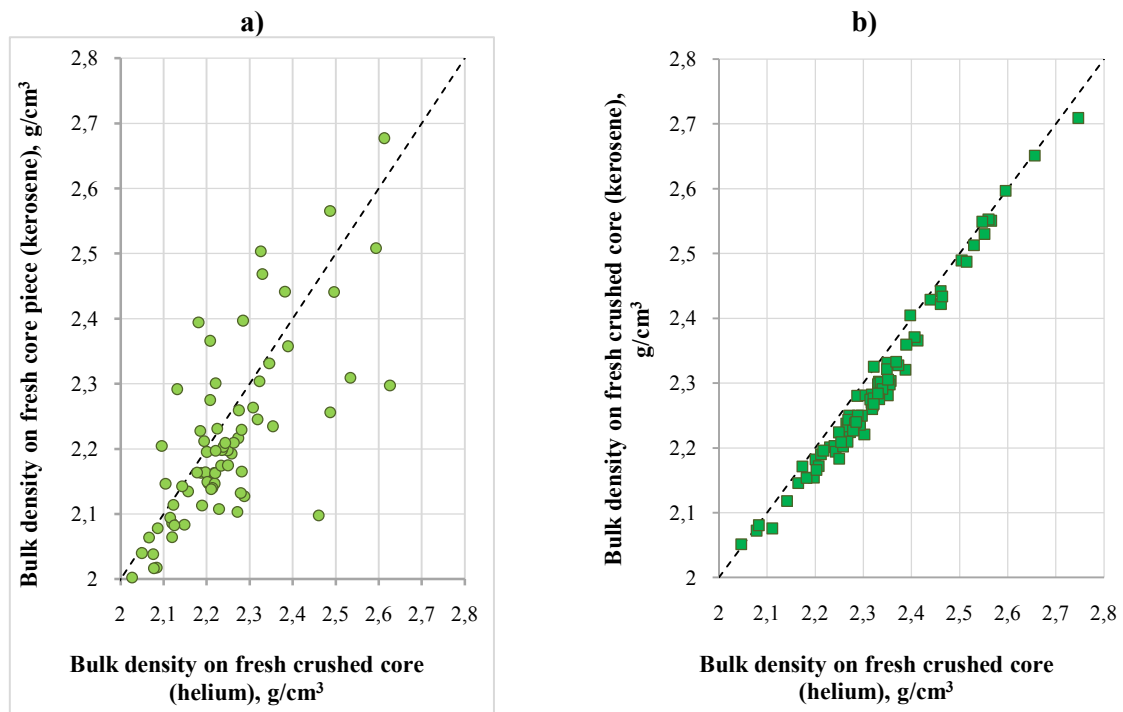 a)
Bulk density on fresh core piece (kerosene), g/cm³
2,8
2,7
2,6
2,5
2,4
2,3
2,2
2,1
2
2 2,1 2,2 2,3 2,4 2,5 2,6 2,7 2,8
Bulk density on fresh crushed core
(helium), g/cm³
b)
Bulk density on fresh crushed core (kerosene),
g/cm³
2,8
2,7
2,6
2,5
2,4
2,3
2,2
2,1
2
2 2,1 2,2 2,3 2,4 2,5 2,6 2,7 2,8
Bulk density on fresh crushed core
(helium), g/cm³